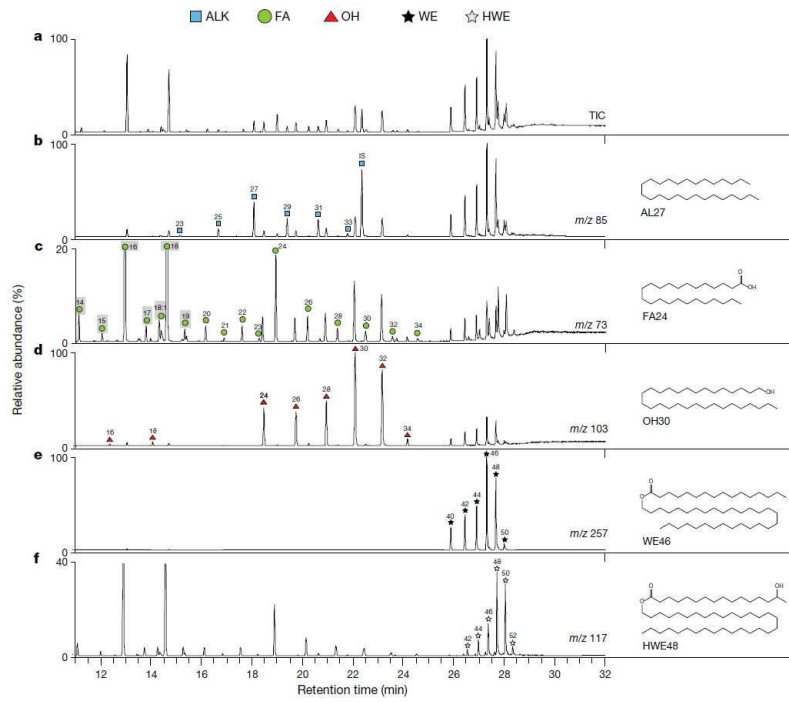 ALK FA OH WE HWE
a 100
TIC
0
b 100
IS
23 25 27 29 31 33
m/z 85
0
AL27
c 20
14 15 16 17 18:1 18 19 20 21 22 23 24 26 28 30 32 34
m/z 73
0
O
OH
FA24
d 100
16 18 24 26 28 30 32 34
m/z 103
0
OH
OH30
e 100
40 42 44 46 48 50
m/z 257
0
O
O
WE46
f 40
42 44 46 48 50 52
m/z 117
0
O
OH
O
HWE48
11 12 14 16 18 20 22 24 26 28 30 32
Retention time (min)
Relative abundance (%)